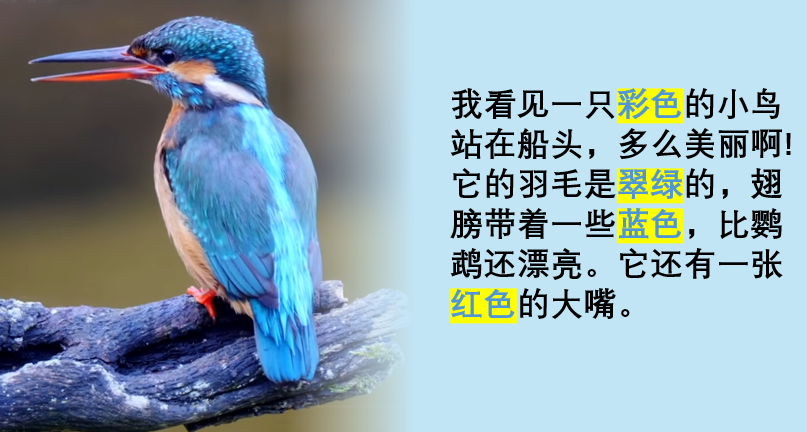 我看见一只彩色的小鸟
站在船头，多么美丽啊!
它的羽毛是翠绿的，翅
膀带着一些蓝色，比鹦
鹉还漂亮。它还有一张
红色的大嘴。